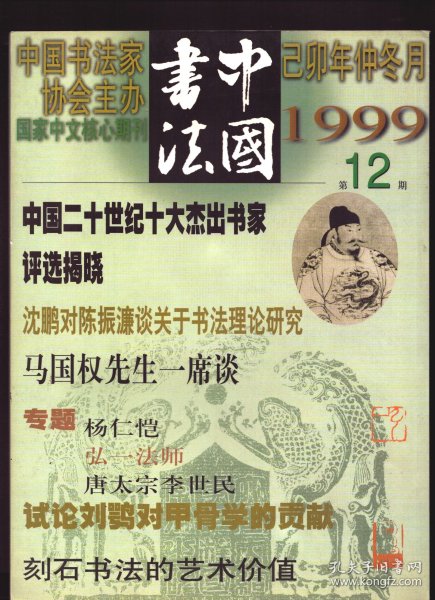 中国书法家
协会主办
国家中文核心期刊
中國
書法
己卯年仲冬月
1999
第12期
中国二十世纪十大杰出书家
评选揭晓
沈鹏对陈振濂谈关于书法理论研究
马国权先生一席谈
专题
杨仁恺
弘一法师
唐太宗李世民
试论刘鹗对甲骨学的贡献
刻石书法的艺术价值
孔夫子旧书网
www.kongfz.com